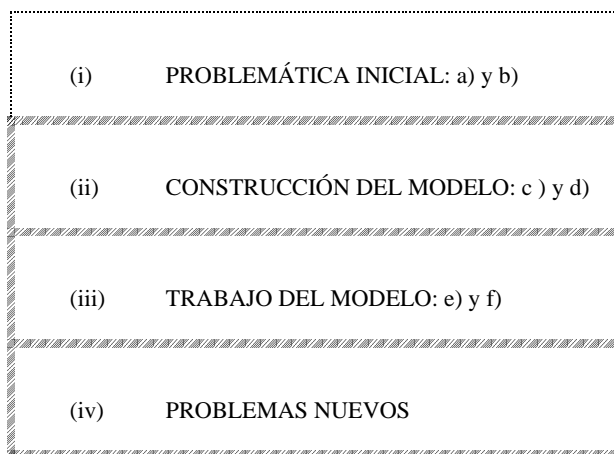 (i) PROBLEMÁTICA INICIAL: a) y b)
(ii) CONSTRUCCIÓN DEL MODELO: c ) y d)
(iii) TRABAJO DEL MODELO: e) y f)
(iv) PROBLEMAS NUEVOS